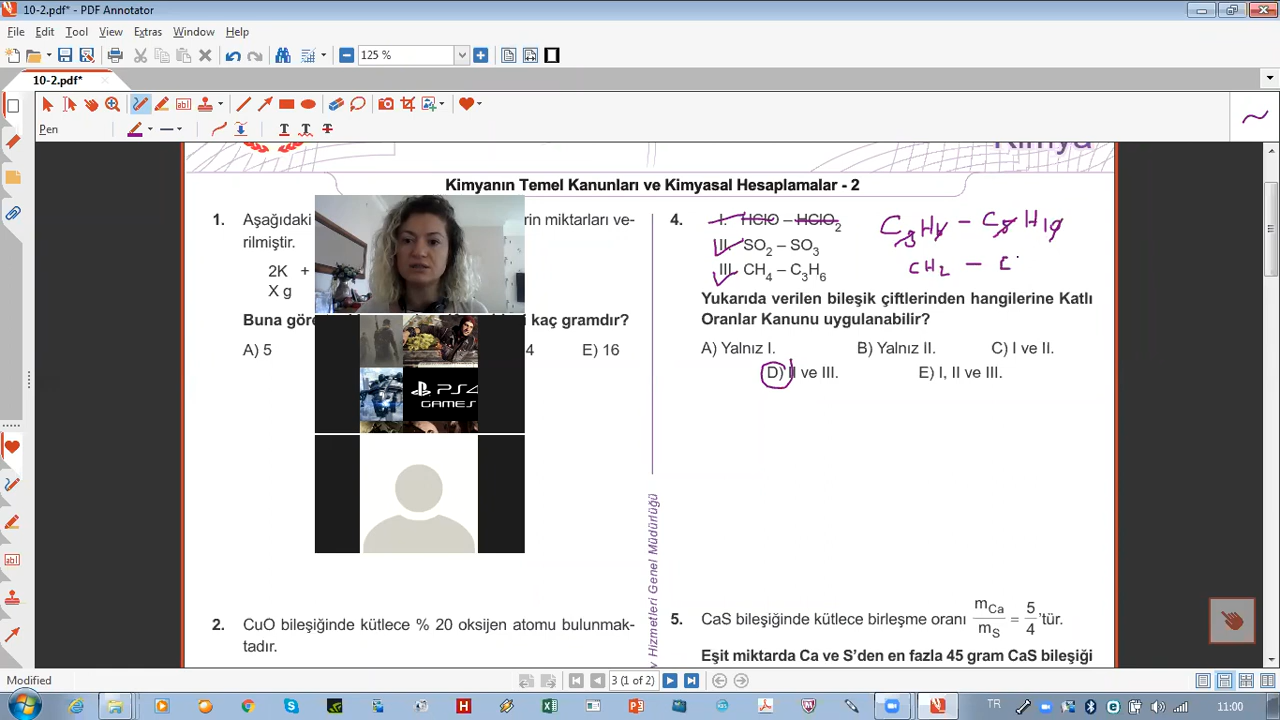 10-2.pdf* - PDF Annotator
File Edit Tool View Extras Window Help
125 %
10-2.pdf*
Pen
Kimya
Kimyanın Temel Kanunları ve Kimyasal Hesaplamalar - 2
1. Aşağıdaki rin miktarları ve-
rilmiştir.
2K +
X g
Buna gör kaç gramdır?
A) 5 4 E) 16
PS4
GAMES
2. CuO bileşiğinde kütlece % 20 oksijen atomu bulunmak-
tadır.
v Hizmetleri Genel Müdürlüğü
4. I. HClO – HClO2
II. SO2 – SO3
III. CH4 – C3H6
CH2 – C
Yukarıda verilen bileşik çiftlerinden hangilerine Katlı
Oranlar Kanunu uygulanabilir?
A) Yalnız I. B) Yalnız II. C) I ve II.
D) II ve III. E) I, II ve III.
5. CaS bileşiğinde kütlece birleşme oranı mCa/mS = 5/4 'tür.
Eşit miktarda Ca ve S'den en fazla 45 gram CaS bileşiği
3 (1 of 2)
Modified
TR
11:00